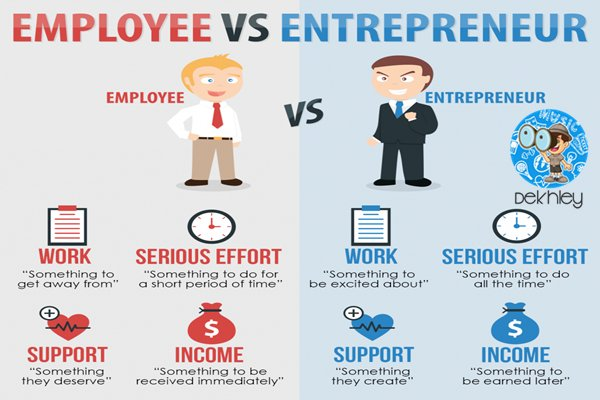 EMPLOYEE VS ENTREPRENEUR
EMPLOYEE
VS
ENTREPRENEUR
MUSIC
DEKHLEY
WORK
"Something to
get away from"
SERIOUS EFFORT
"Something to do for
a short period of time"
SUPPORT
"Something
they deserve"
INCOME
"Something to be
received immediately"
WORK
"Something to
be excited about"
SERIOUS EFFORT
"Something to do
all the time"
SUPPORT
"Something
they create"
INCOME
"Something to
be earned later"